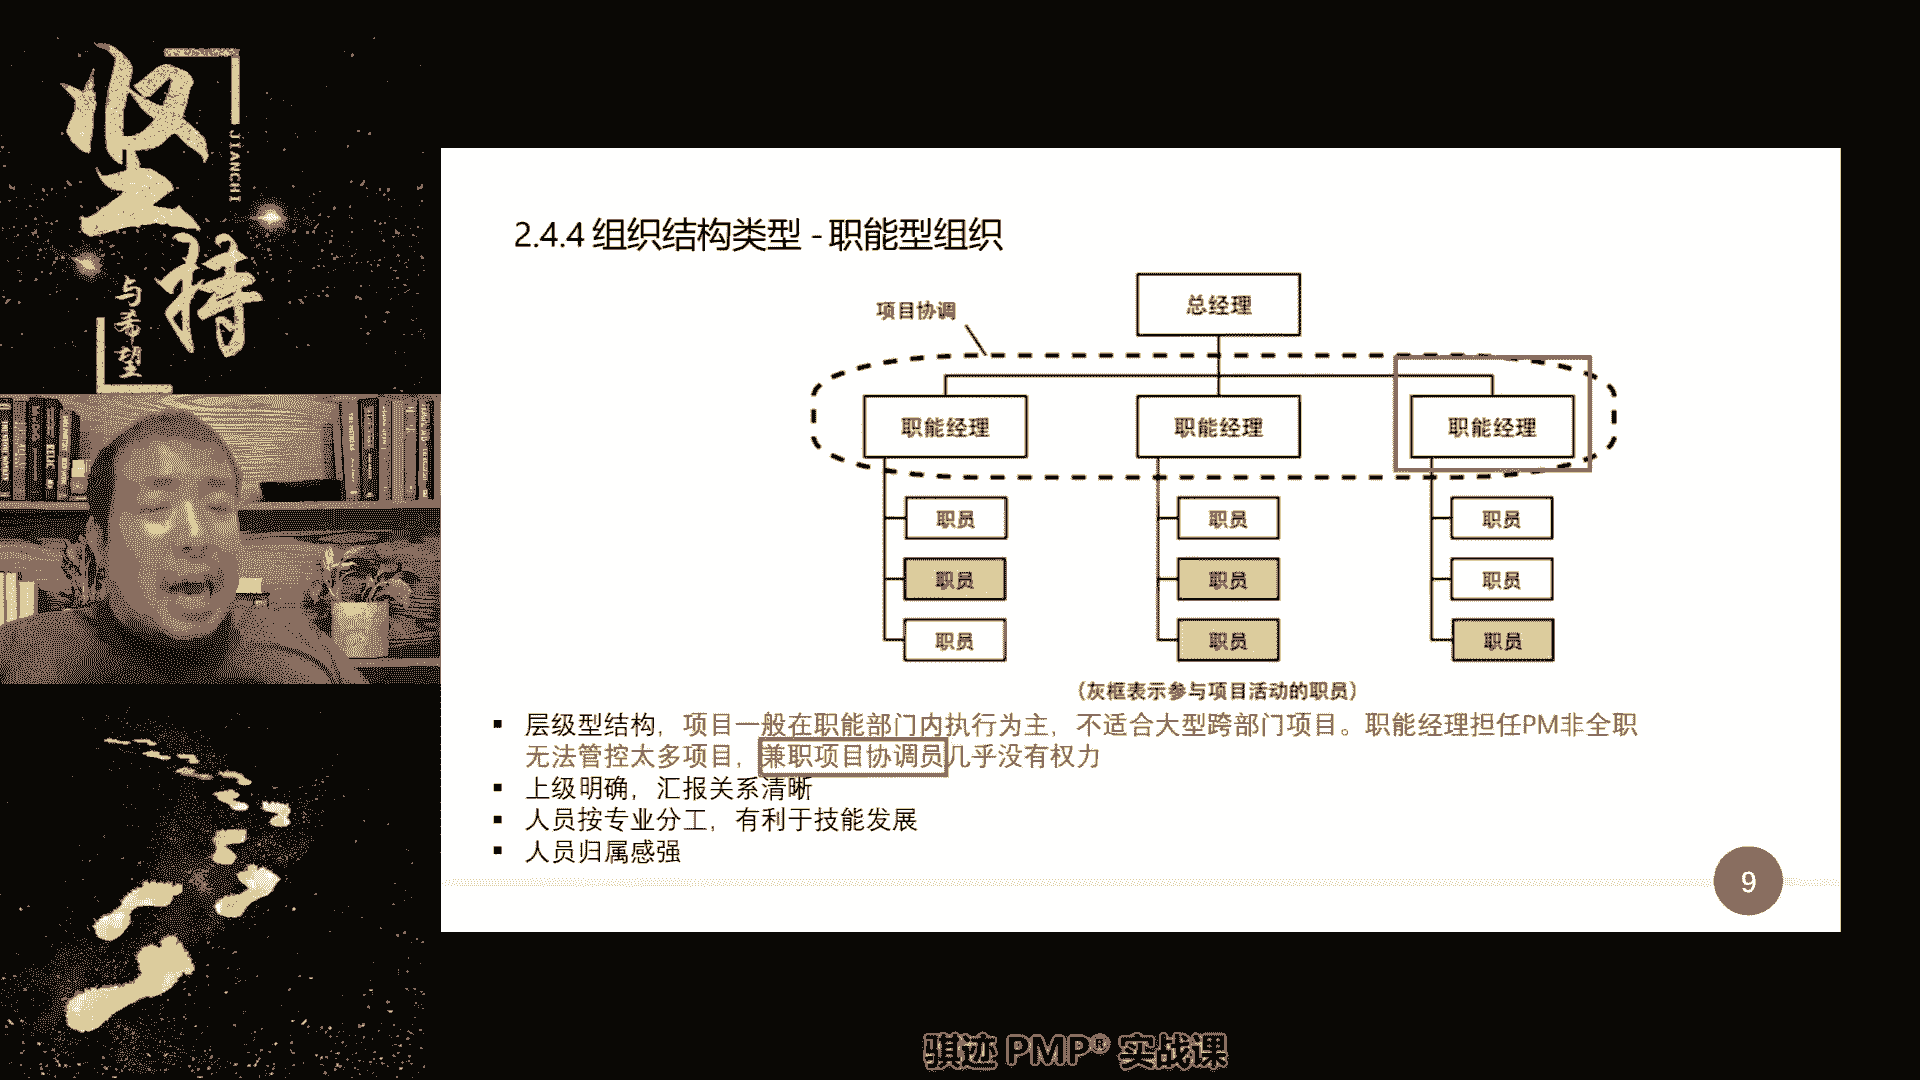 坚持
JIANCHI
与希望
2.4.4 组织结构类型 - 职能型组织
项目协调
总经理
职能经理 职能经理 职能经理
职员 职员 职员
职员 职员 职员
职员 职员 职员
（灰框表示参与项目活动的职员）
▪ 层级型结构，项目一般在职能部门内执行为主，不适合大型跨部门项目。职能经理担任PM非全职
无法管控太多项目，兼职项目协调员几乎没有权力
▪ 上级明确，汇报关系清晰
▪ 人员按专业分工，有利于技能发展
▪ 人员归属感强
9
骐迹 PMP® 实战课